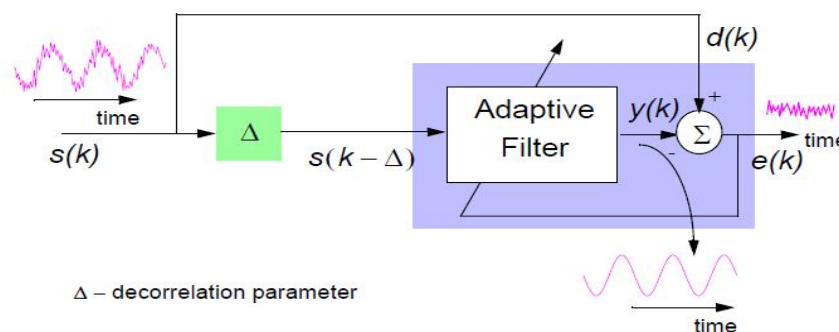 d(k)
+
time
s(k)
Δ
s(k – Δ)
Adaptive
Filter
y(k)
Σ
-
time
e(k)
Δ – decorrelation parameter
time